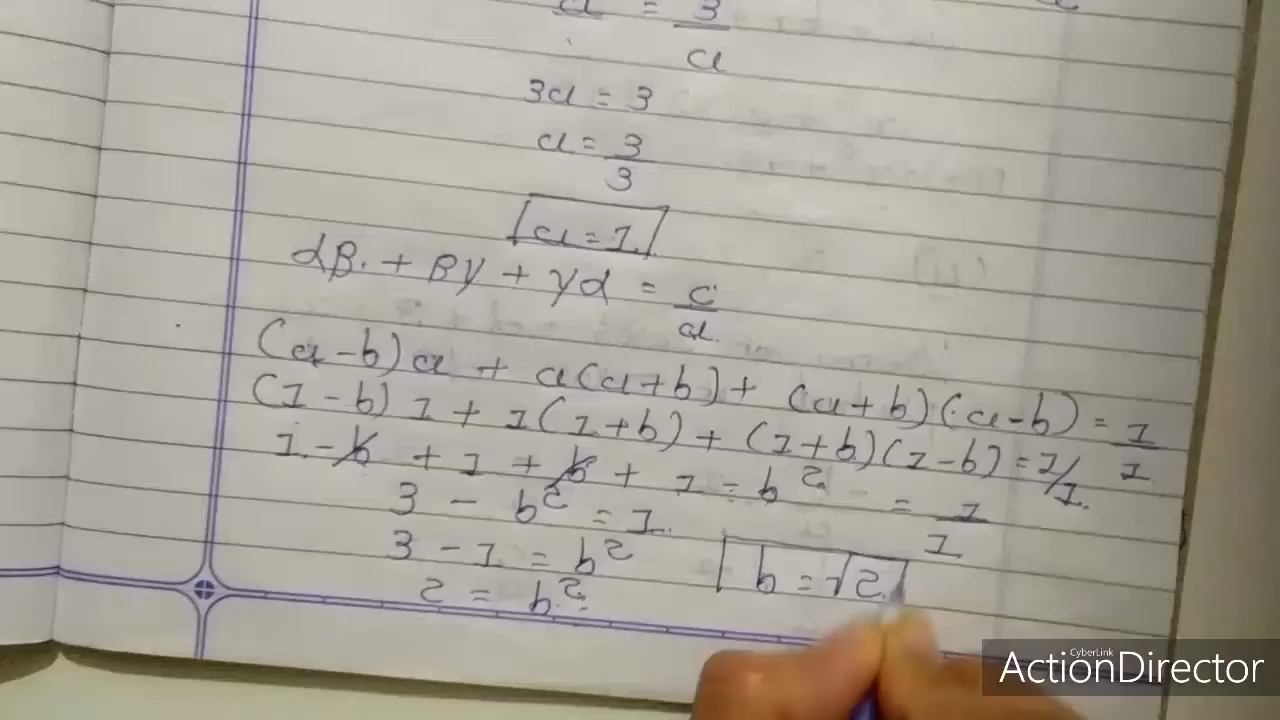 a = 3/a
3a = 3
a = 3/3
a = 1.
αβ. + βγ + γα = c/a.
(a-b)a + a(a+b) + (a+b)(a-b) = 1/1
(1-b)1 + 1(1+b) + (1+b)(1-b) = 1/1.
1-b + 1 + b + 1 = b² = 1/1
3 - b² = 1.
3 - 1 = b²
2 = b²
b = √2.
CyberLink
ActionDirector